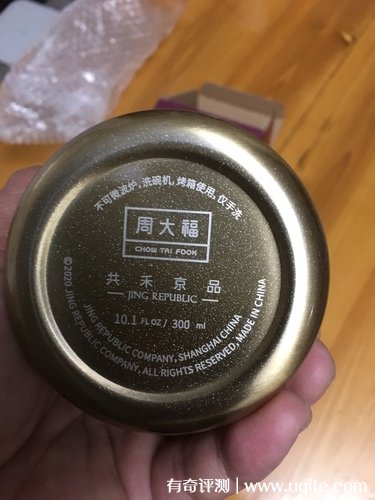 不可微波炉,洗碗机,烤箱使用,仅手洗
周大福
CHOW TAI FOOK
共禾京品
JING REPUBLIC
10.1 FL OZ / 300 ml
©2020 JING REPUBLIC COMPANY, SHANGHAI CHINA
JING REPUBLIC COMPANY, ALL RIGHTS RESERVED, MADE IN CHINA
有奇评测 | www.uqite.com